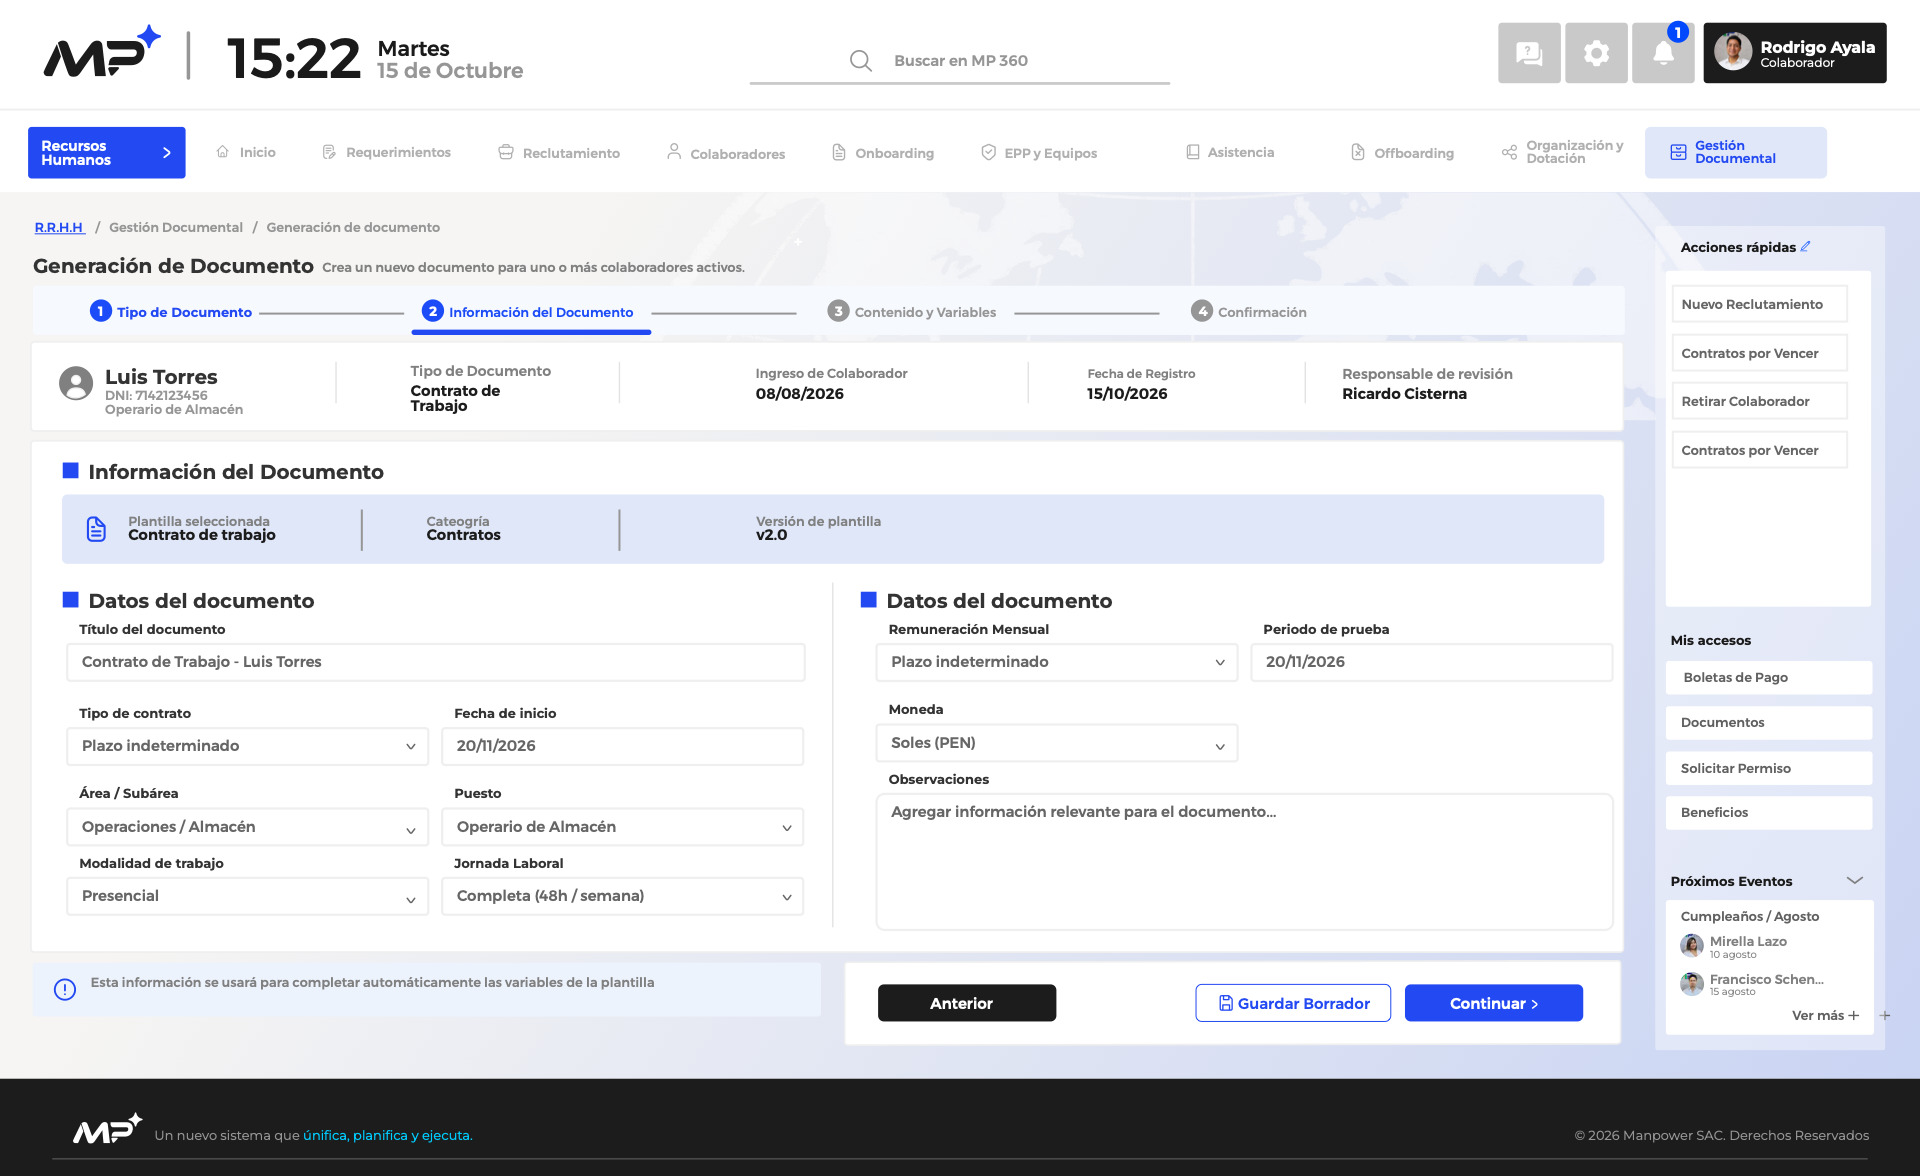 MP
15:22
Martes
15 de Octubre
Buscar en MP 360
?
1
Rodrigo Ayala
Colaborador
Recursos
Humanos
Inicio
Requerimientos
Reclutamiento
Colaboradores
Onboarding
EPP y Equipos
Asistencia
Offboarding
Organización y
Dotación
Gestión
Documental
R.R.H.H / Gestión Documental / Generación de documento
Generación de Documento Crea un nuevo documento para uno o más colaboradores activos.
1 Tipo de Documento
2 Información del Documento
3 Contenido y Variables
4 Confirmación
Luis Torres
DNI: 7142123456
Operario de Almacén
Tipo de Documento
Contrato de
Trabajo
Ingreso de Colaborador
08/08/2026
Fecha de Registro
15/10/2026
Responsable de revisión
Ricardo Cisterna
Información del Documento
Plantilla seleccionada
Contrato de trabajo
Cateogría
Contratos
Versión de plantilla
v2.0
Datos del documento
Título del documento
Contrato de Trabajo - Luis Torres
Tipo de contrato
Plazo indeterminado
Fecha de inicio
20/11/2026
Área / Subárea
Operaciones / Almacén
Puesto
Operario de Almacén
Modalidad de trabajo
Presencial
Jornada Laboral
Completa (48h / semana)
Datos del documento
Remuneración Mensual
Plazo indeterminado
Periodo de prueba
20/11/2026
Moneda
Soles (PEN)
Observaciones
Agregar información relevante para el documento...
Esta información se usará para completar automáticamente las variables de la plantilla
Anterior
Guardar Borrador
Continuar >
Acciones rápidas
Nuevo Reclutamiento
Contratos por Vencer
Retirar Colaborador
Contratos por Vencer
Mis accesos
Boletas de Pago
Documentos
Solicitar Permiso
Beneficios
Próximos Eventos
Cumpleaños / Agosto
Mirella Lazo
10 agosto
Francisco Schen...
15 agosto
Ver más +
+
MP
Un nuevo sistema que únifica, planifica y ejecuta.
© 2026 Manpower SAC. Derechos Reservados